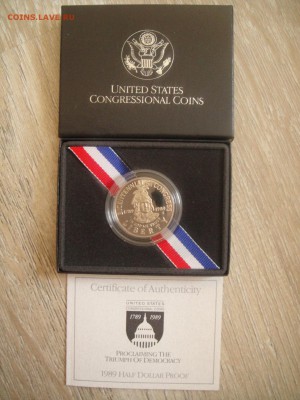 COINS.LAVE.RU
UNITED STATES
CONGRESSIONAL COINS
LIBERTY
Certificate of Authenticity
UNITED STATES
1789 1989
PROCLAIMING THE
TRIUMPH OF DEMOCRACY
1989 HALF DOLLAR PROOF